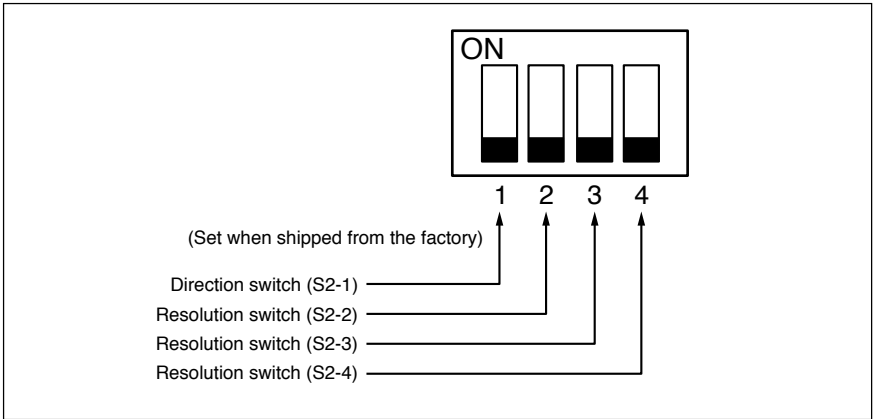 ON
1 2 3 4
(Set when shipped from the factory)
Direction switch (S2-1)
Resolution switch (S2-2)
Resolution switch (S2-3)
Resolution switch (S2-4)